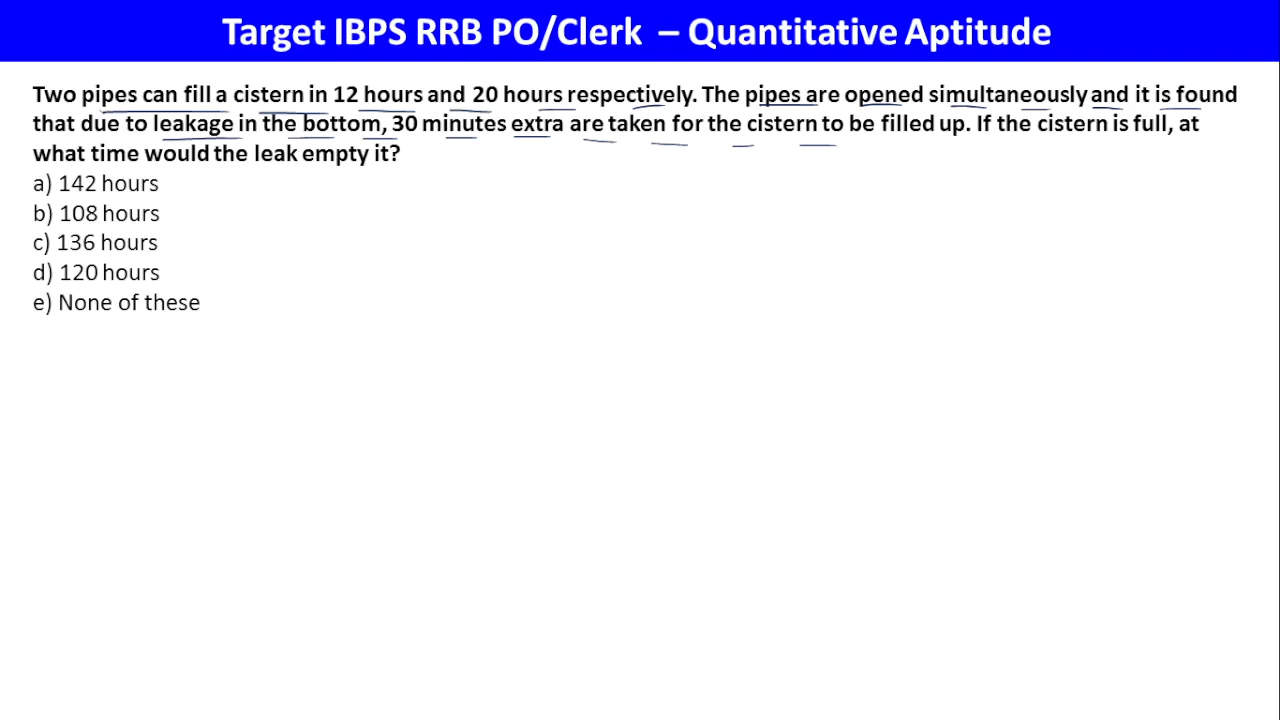 Target IBPS RRB PO/Clerk – Quantitative Aptitude
Two pipes can fill a cistern in 12 hours and 20 hours respectively. The pipes are opened simultaneously and it is found
that due to leakage in the bottom, 30 minutes extra are taken for the cistern to be filled up. If the cistern is full, at
what time would the leak empty it?
a) 142 hours
b) 108 hours
c) 136 hours
d) 120 hours
e) None of these